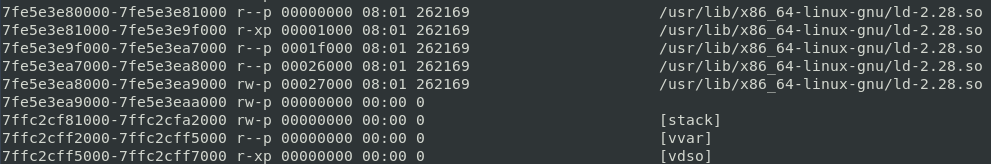 7fe5e3e80000-7fe5e3e81000 r--p 00000000 08:01 262169 /usr/lib/x86_64-linux-gnu/ld-2.28.so
7fe5e3e81000-7fe5e3e9f000 r-xp 00001000 08:01 262169 /usr/lib/x86_64-linux-gnu/ld-2.28.so
7fe5e3e9f000-7fe5e3ea7000 r--p 0001f000 08:01 262169 /usr/lib/x86_64-linux-gnu/ld-2.28.so
7fe5e3ea7000-7fe5e3ea8000 r--p 00026000 08:01 262169 /usr/lib/x86_64-linux-gnu/ld-2.28.so
7fe5e3ea8000-7fe5e3ea9000 rw-p 00027000 08:01 262169 /usr/lib/x86_64-linux-gnu/ld-2.28.so
7fe5e3ea9000-7fe5e3eaa000 rw-p 00000000 00:00 0
7ffc2cf81000-7ffc2cfa2000 rw-p 00000000 00:00 0 [stack]
7ffc2cff2000-7ffc2cff5000 r--p 00000000 00:00 0 [vvar]
7ffc2cff5000-7ffc2cff7000 r-xp 00000000 00:00 0 [vdso]